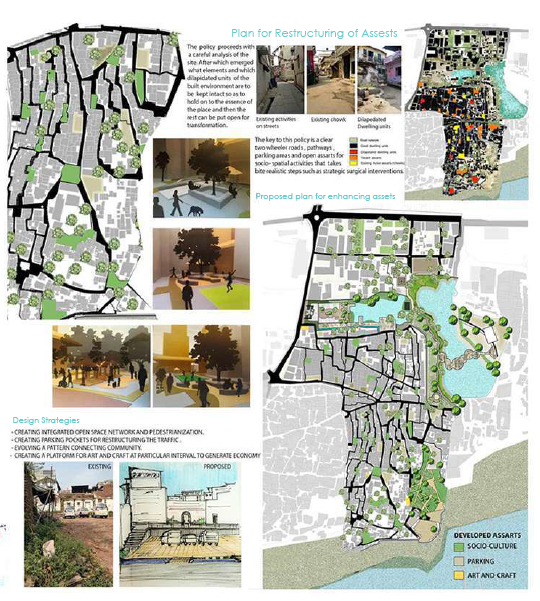 Plan for Restructuring of Assests
The policy proceeds with
a careful analysis of the
site. After which emerged
what elements and which
dilapidated units of the
built environment are to
be kept intact so as to
hold on to the essence of
the place and then the
rest can be put open for
transformation.
Existing activities
on streets
Existing chowk
Dilapedated
Dwelling units
The key to this policy is a clear
two wheeler roads, pathways,
parking areas and open assarts for
socio- spatial activities that takes
bite realistic steps such as strategic surgical interventions.
Proposed plan for enhancing assets
Design Strategies
- CREATING INTEGRATED OPEN SPACE NETWORK AND PEDESTRIANIZATION.
- CREATING PARKING POCKETS FOR RESTRUCTURING THE TRAFFIC.
- EVOLVING A PATTERN CONNECTING COMMUNITY.
- CREATING A PLATFORM FOR ART AND CRAFT AT PARTICULAR INTERVAL TO GENERATE ECONOMY
EXISTING
PROPOSED
DEVELOPED ASSARTS
SOCIO-CULTURE
PARKING
ART-AND-CRAFT